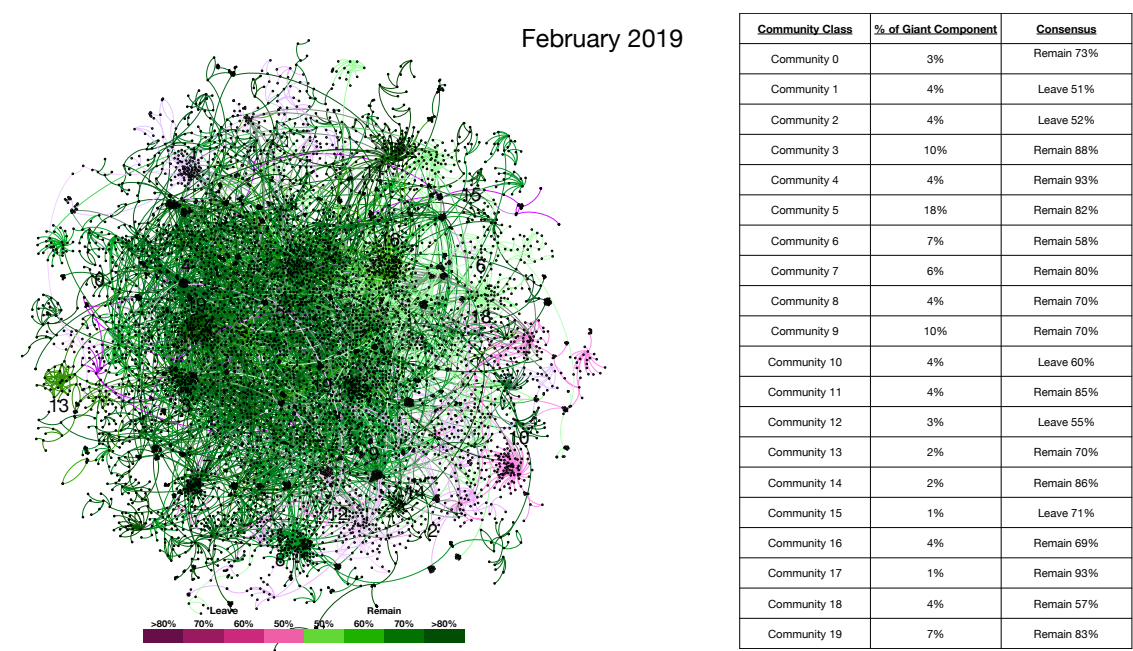 February 2019
Community Class % of Giant Component Consensus
Community 0 3% Remain 73%
Community 1 4% Leave 51%
Community 2 4% Leave 52%
Community 3 10% Remain 88%
Community 4 4% Remain 93%
Community 5 18% Remain 82%
Community 6 7% Remain 58%
Community 7 6% Remain 80%
Community 8 4% Remain 70%
Community 9 10% Remain 70%
Community 10 4% Leave 60%
Community 11 4% Remain 85%
Community 12 3% Leave 55%
Community 13 2% Remain 70%
Community 14 2% Remain 86%
Community 15 1% Leave 71%
Community 16 4% Remain 69%
Community 17 1% Remain 93%
Community 18 4% Remain 57%
Community 19 7% Remain 83%
6
18
13
10
9
12
8
Leave Remain
>80% 70% 60% 50% 50% 60% 70% >80%